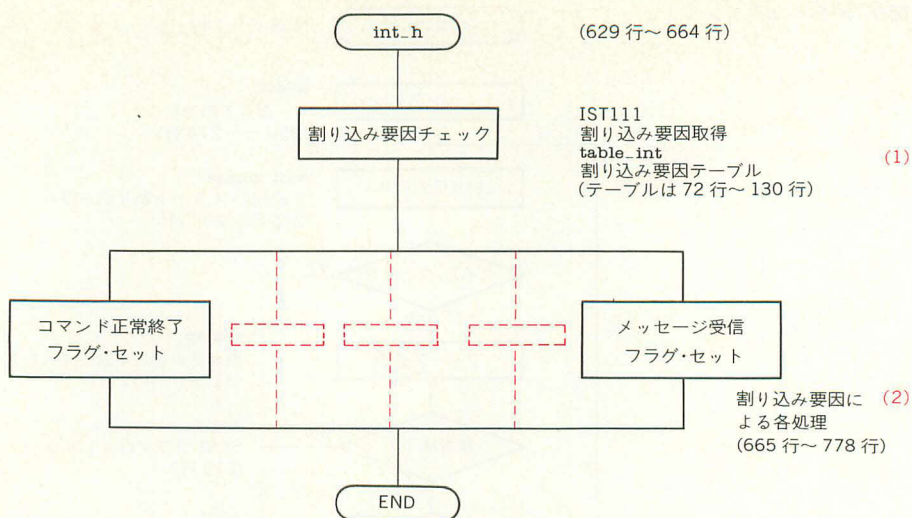 int_h
(629 行～ 664 行)
割り込み要因チェック
IST111
割り込み要因取得
table_int
割り込み要因テーブル
(テーブルは 72 行～ 130 行)
(1)
コマンド正常終了
フラグ・セット
メッセージ受信
フラグ・セット
割り込み要因に
よる各処理
(665 行～ 778 行)
(2)
END